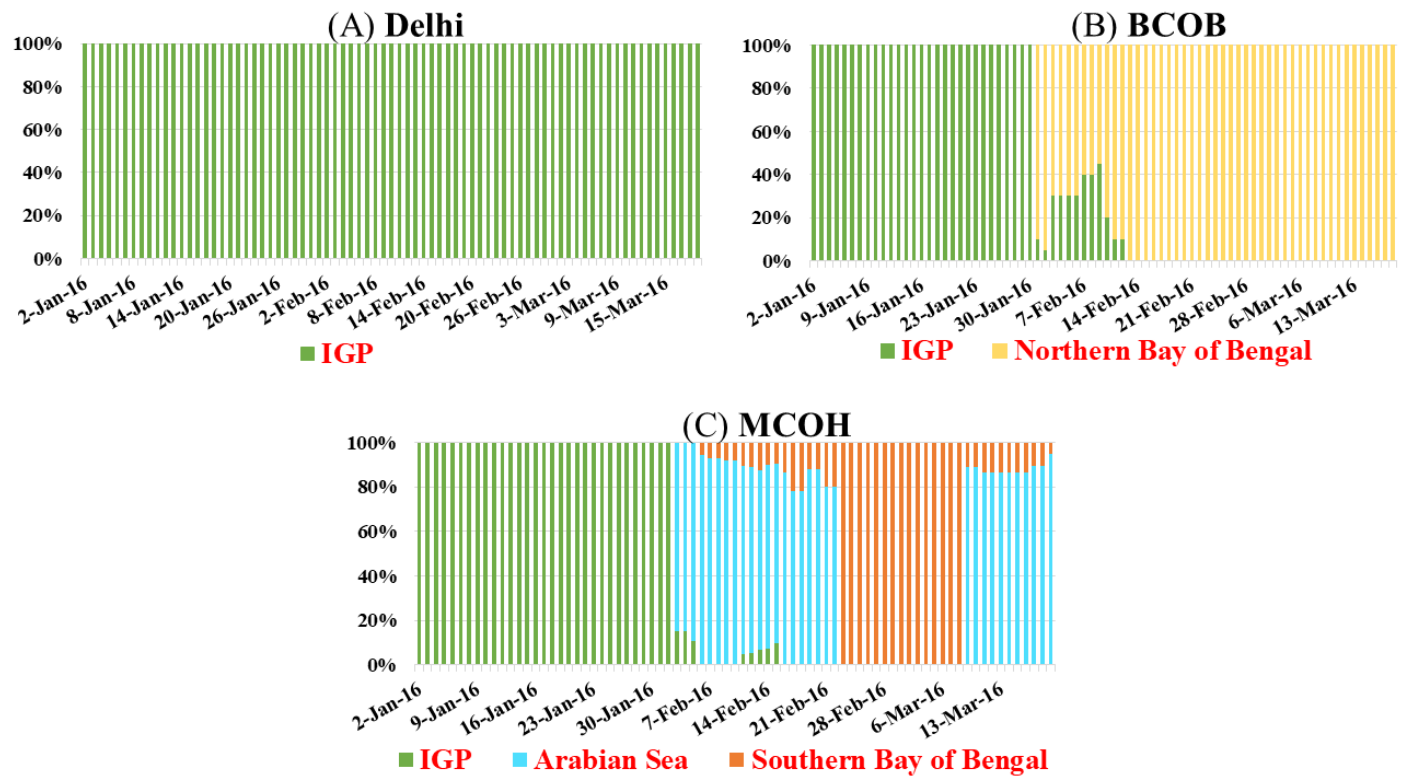 (A) Delhi
100%
80%
60%
40%
20%
0%
2-Jan-16
8-Jan-16
14-Jan-16
20-Jan-16
26-Jan-16
2-Feb-16
8-Feb-16
14-Feb-16
20-Feb-16
26-Feb-16
3-Mar-16
9-Mar-16
15-Mar-16
IGP
(B) BCOB
100%
80%
60%
40%
20%
0%
2-Jan-16
9-Jan-16
16-Jan-16
23-Jan-16
30-Jan-16
7-Feb-16
14-Feb-16
21-Feb-16
28-Feb-16
6-Mar-16
13-Mar-16
IGP Northern Bay of Bengal
(C) MCOH
100%
80%
60%
40%
20%
0%
2-Jan-16
9-Jan-16
16-Jan-16
23-Jan-16
30-Jan-16
7-Feb-16
14-Feb-16
21-Feb-16
28-Feb-16
6-Mar-16
13-Mar-16
IGP Arabian Sea Southern Bay of Bengal